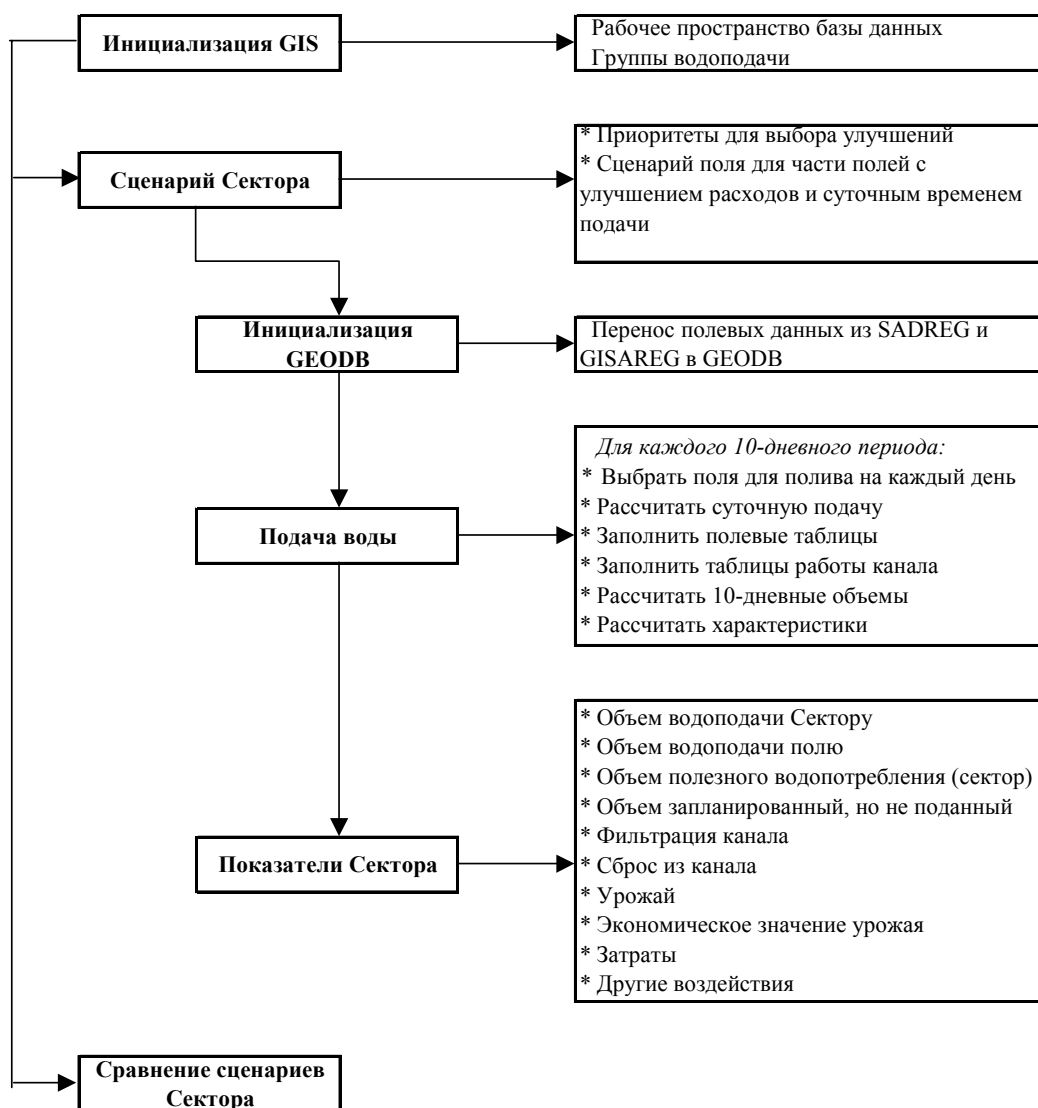 Инициализация GIS
Рабочее пространство базы данных
Группы водоподачи
Сценарий Сектора
* Приоритеты для выбора улучшений
* Сценарий поля для части полей с
улучшением расходов и суточным временем
подачи
Инициализация
GEODB
Перенос полевых данных из SADREG и
GISAREG в GEODB
Подача воды
Для каждого 10-дневного периода:
* Выбрать поля для полива на каждый день
* Рассчитать суточную подачу
* Заполнить полевые таблицы
* Заполнить таблицы работы канала
* Рассчитать 10-дневные объемы
* Рассчитать характеристики
Показатели Сектора
* Объем водоподачи Сектору
* Объем водоподачи полю
* Объем полезного водопотребления (сектор)
* Объем запланированный, но не поданный
* Фильтрация канала
* Сброс из канала
* Урожай
* Экономическое значение урожая
* Затраты
* Другие воздействия
Сравнение сценариев
Сектора